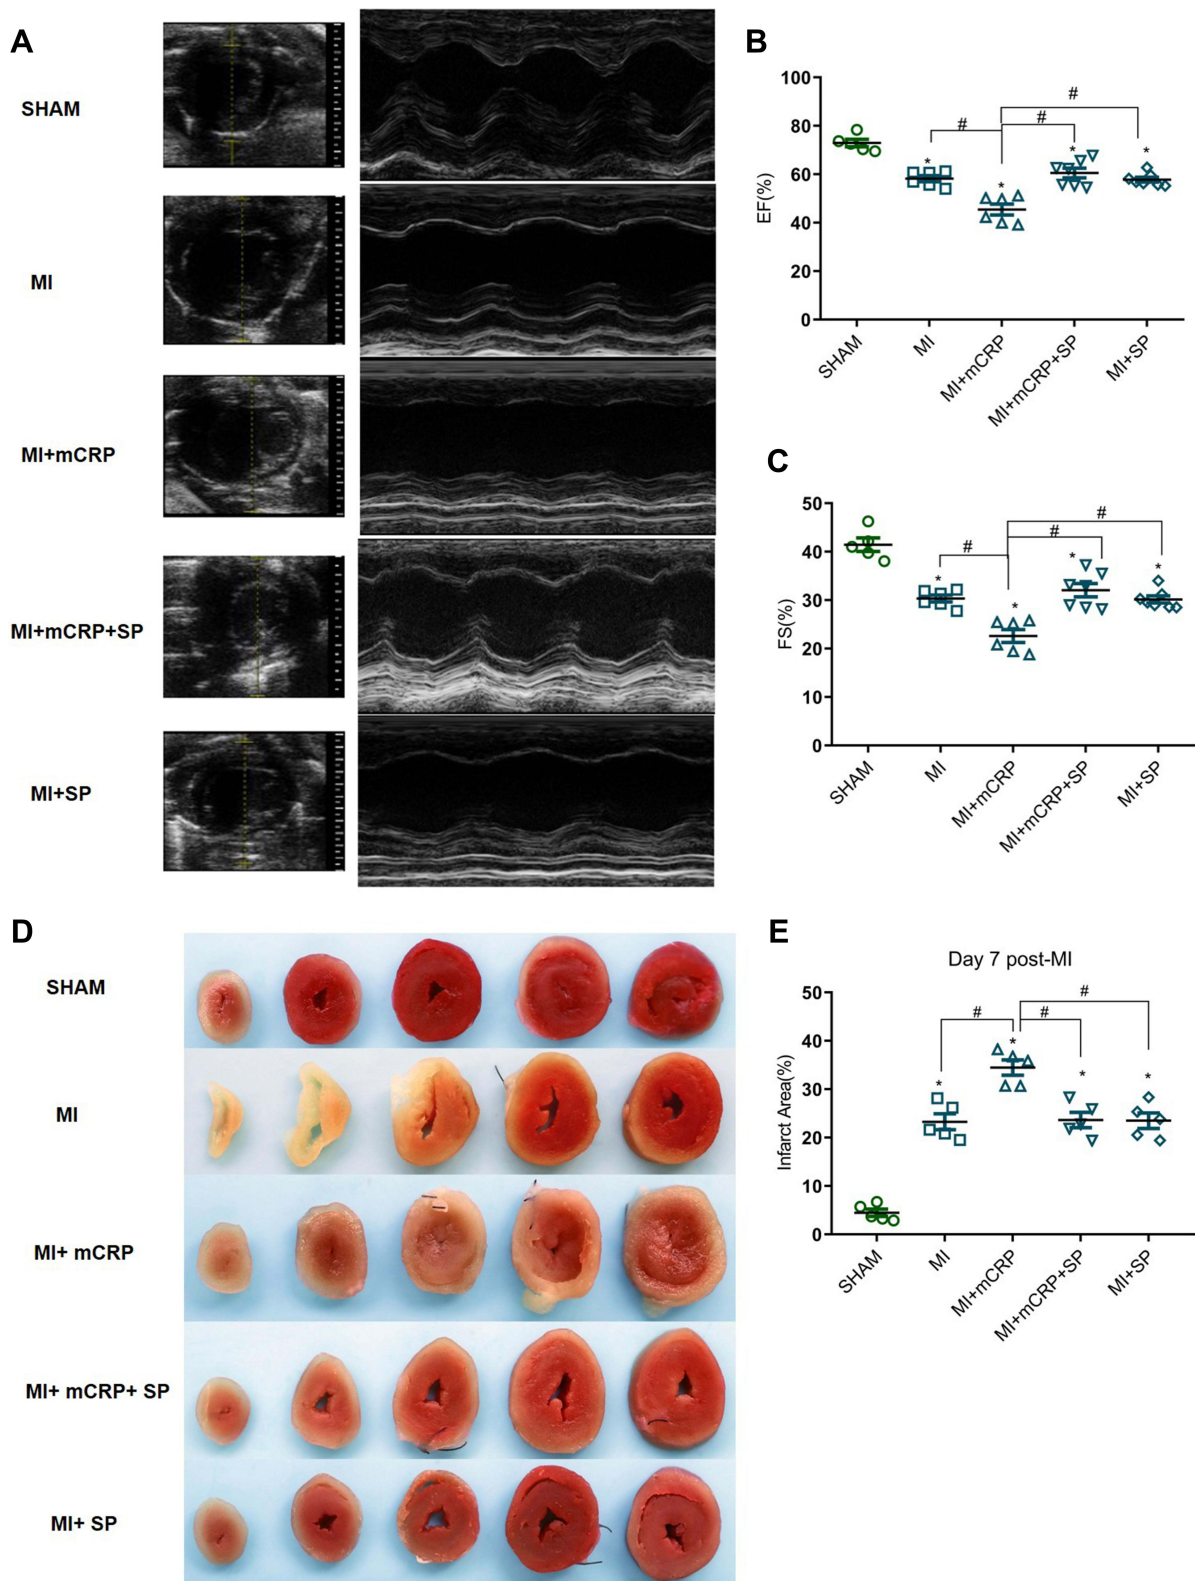 A
SHAM
MI
MI+mCRP
MI+mCRP+SP
MI+SP
B
EF(%)
100
80
60
40
20
0
#
#
#
*
*
*
*
SHAM
MI
MI+mCRP
MI+mCRP+SP
MI+SP
C
FS(%)
50
40
30
20
10
0
#
#
#
*
*
*
*
SHAM
MI
MI+mCRP
MI+mCRP+SP
MI+SP
D
SHAM
MI
MI+ mCRP
MI+ mCRP+ SP
MI+ SP
E
Day 7 post-MI
Infarct Area(%)
50
40
30
20
10
0
#
#
#
*
*
*
*
SHAM
MI
MI+mCRP
MI+mCRP+SP
MI+SP